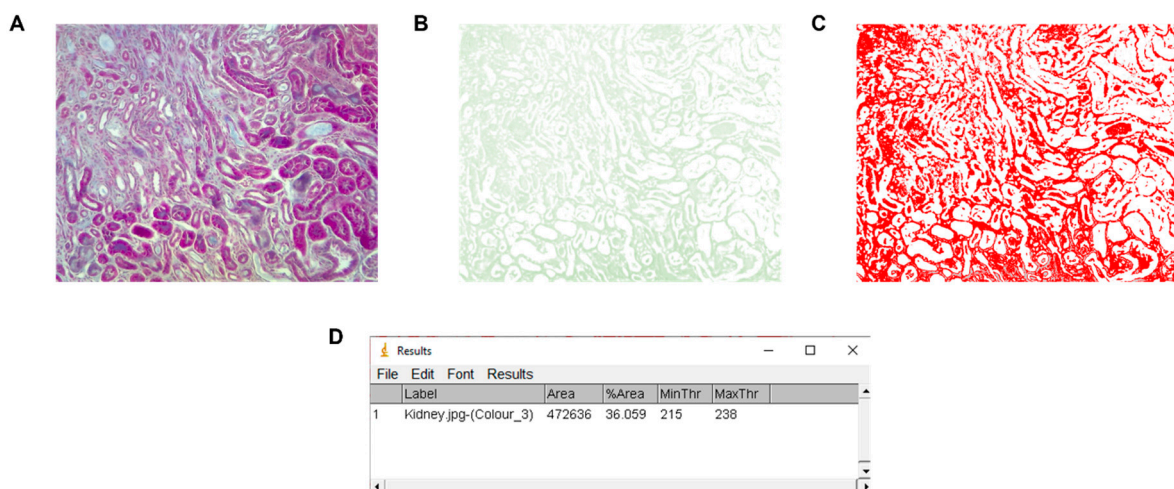 A B C
D
Results
File Edit Font Results
Label Area %Area MinThr MaxThr
1 Kidney.jpg-(Colour_3) 472636 36.059 215 238